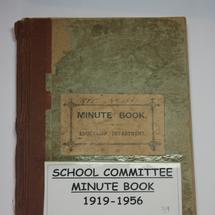 MINUTE BOOK.
EDUCATION DEPARTMENT.
SCHOOL COMMITTEE
MINUTE BOOK
1919-1956